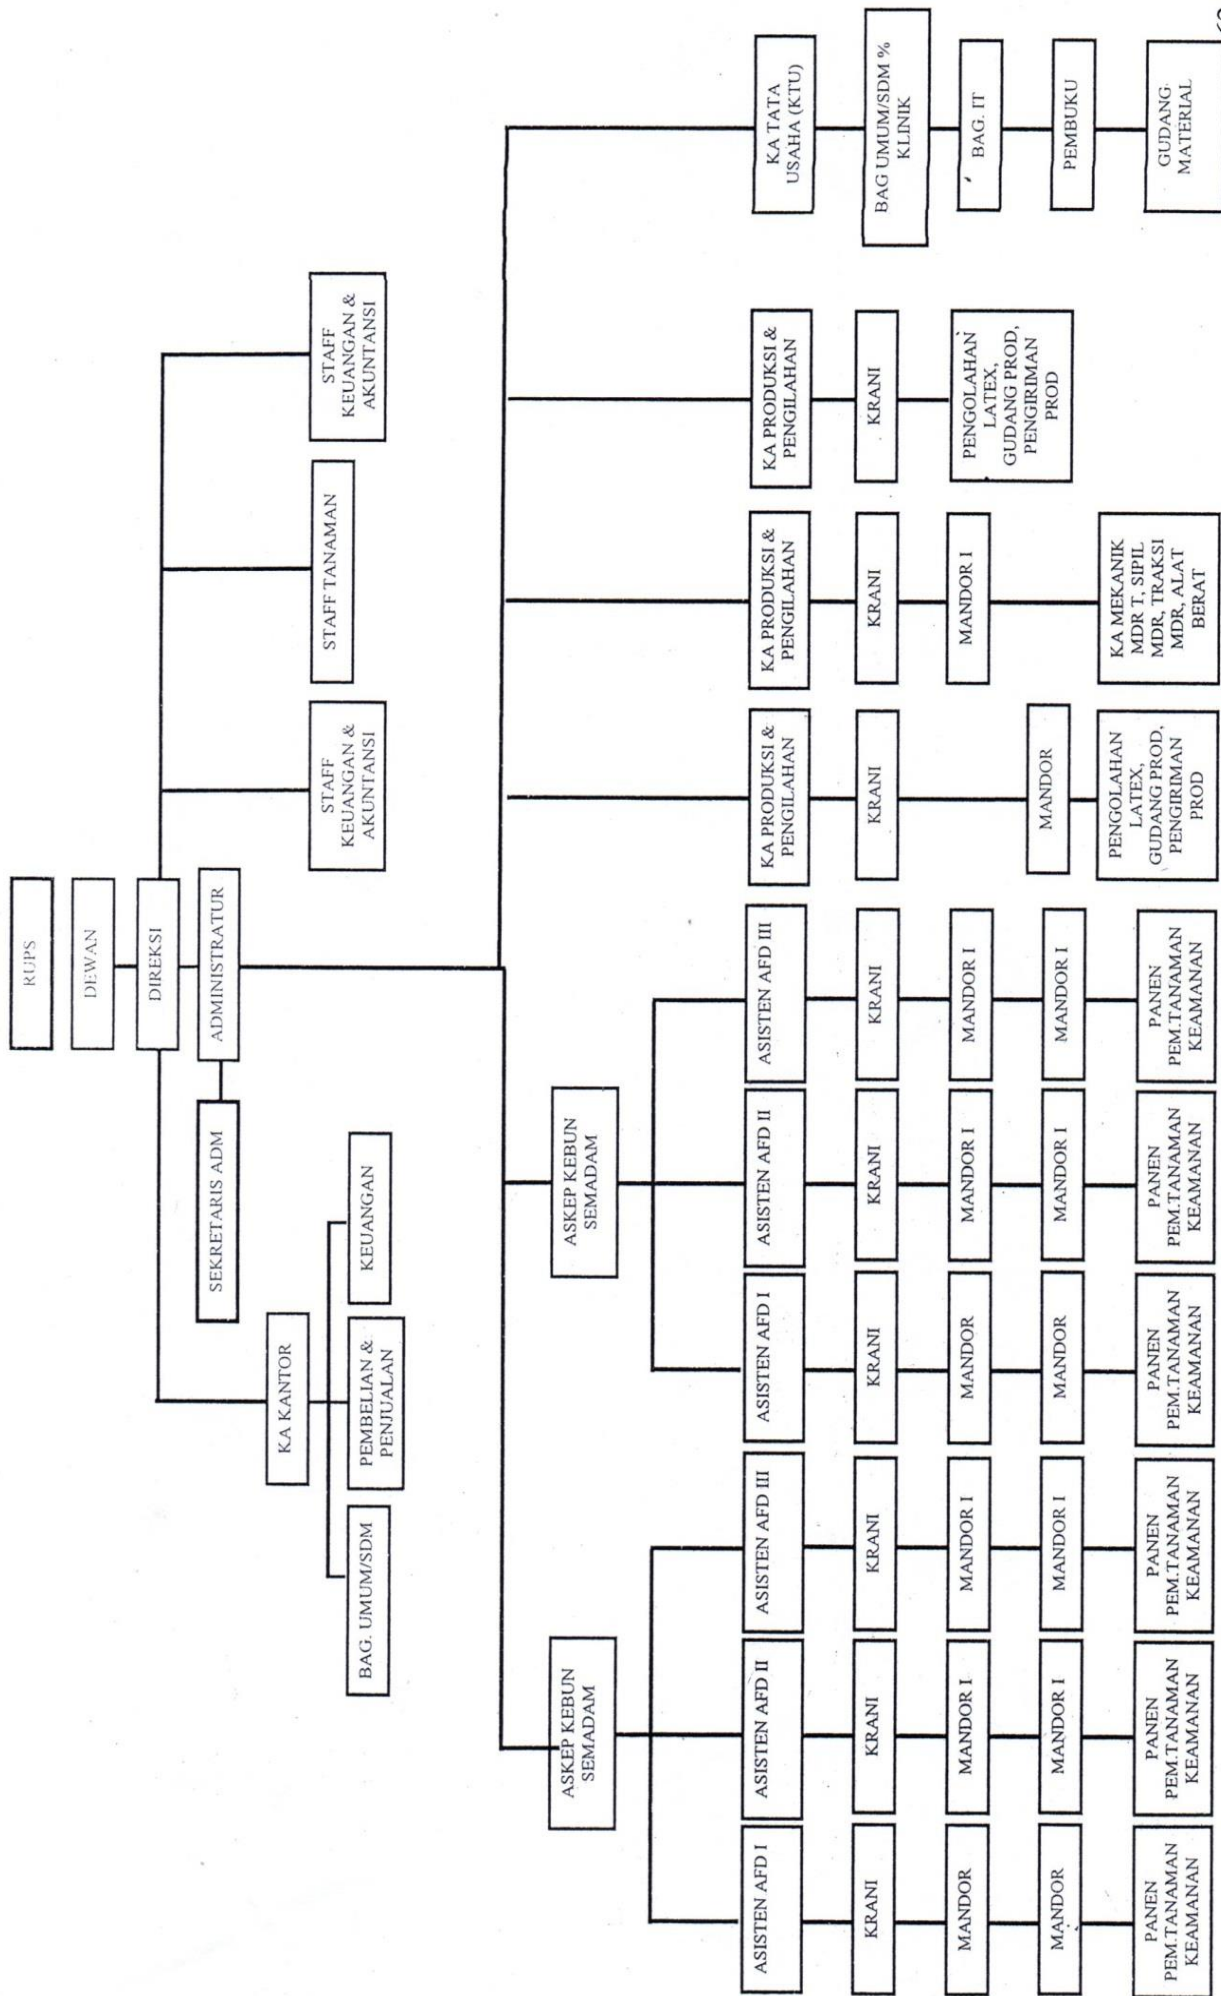 RUPS
DEWAN
DIREKSI
SEKRETARIS ADM
ADMINISTRATUR
KA KANTOR
STAFF
KEUANGAN &
AKUNTANSI
STAFF TANAMAN
STAFF
KEUANGAN &
AKUNTANSI
BAG. UMUM/SDM
PEMBELIAN &
PENJUALAN
KEUANGAN
ASKEP KEBUN
SEMADAM
ASKEP KEBUN
SEMADAM
ASISTEN AFD I
ASISTEN AFD II
ASISTEN AFD III
ASISTEN AFD I
ASISTEN AFD II
ASISTEN AFD III
KA PRODUKSI &
PENGILAHAN
KA PRODUKSI &
PENGILAHAN
KA PRODUKSI &
PENGILAHAN
KA TATA
USAHA (KTU)
KRANI
KRANI
KRANI
KRANI
KRANI
KRANI
KRANI
KRANI
KRANI
BAG UMUM/SDM %
KLINIK
MANDOR
MANDOR I
MANDOR I
MANDOR
MANDOR I
MANDOR I
MANDOR I
PENGOLAHAN
LATEX,
GUDANG PROD,
PENGIRIMAN
PROD
BAG. IT
MANDOR
MANDOR I
MANDOR I
MANDOR
MANDOR I
MANDOR I
MANDOR
PEMBUKU
PANEN
PEM.TANAMAN
KEAMANAN
PANEN
PEM.TANAMAN
KEAMANAN
PANEN
PEM.TANAMAN
KEAMANAN
PANEN
PEM.TANAMAN
KEAMANAN
PANEN
PEM.TANAMAN
KEAMANAN
PANEN
PEM.TANAMAN
KEAMANAN
PENGOLAHAN
LATEX,
GUDANG PROD,
PENGIRIMAN
PROD
KA MEKANIK
MDR T, SIPIL
MDR, TRAKSI
MDR, ALAT
BERAT
GUDANG
MATERIAL